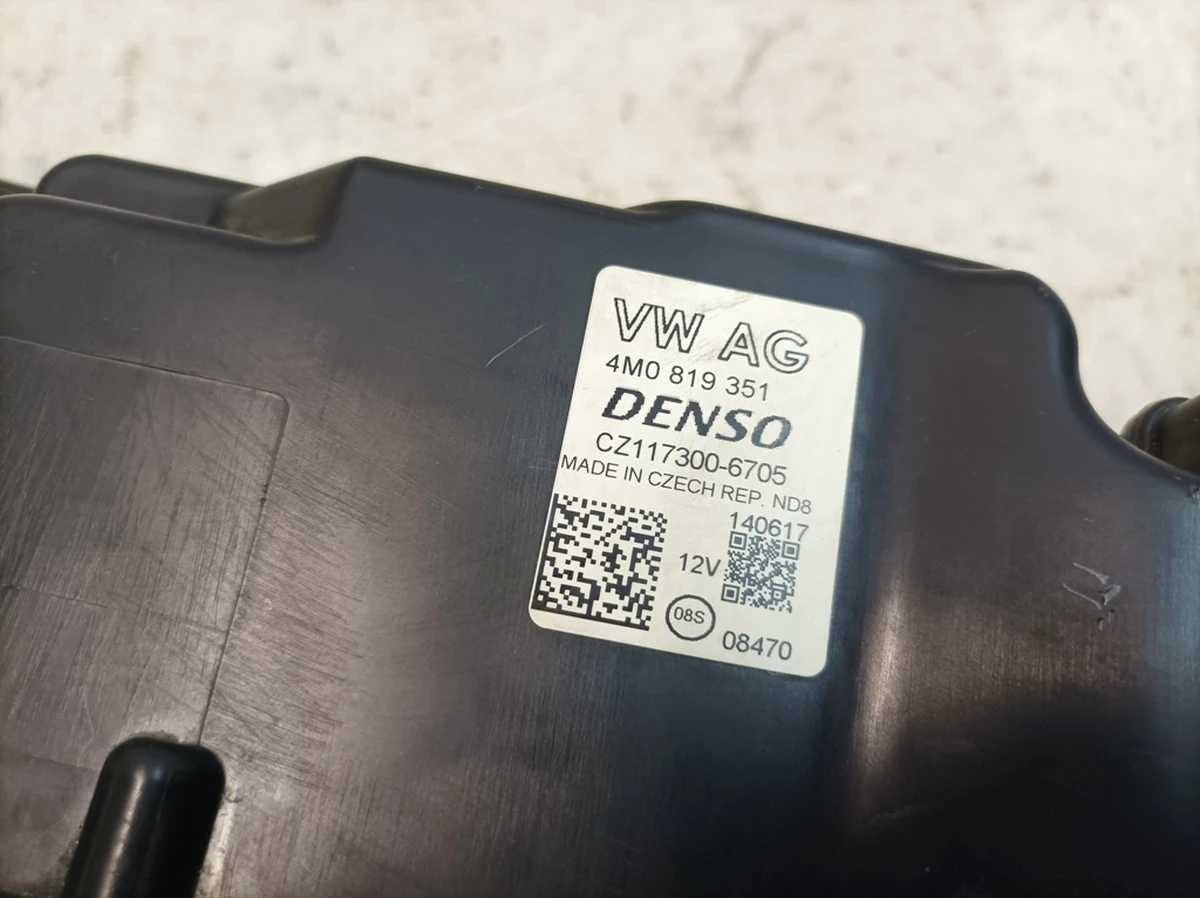 VW AG
4M0 819 351
DENSO
CZ117300-6705
MADE IN CZECH REP. ND8
140617
12V
08S
08470